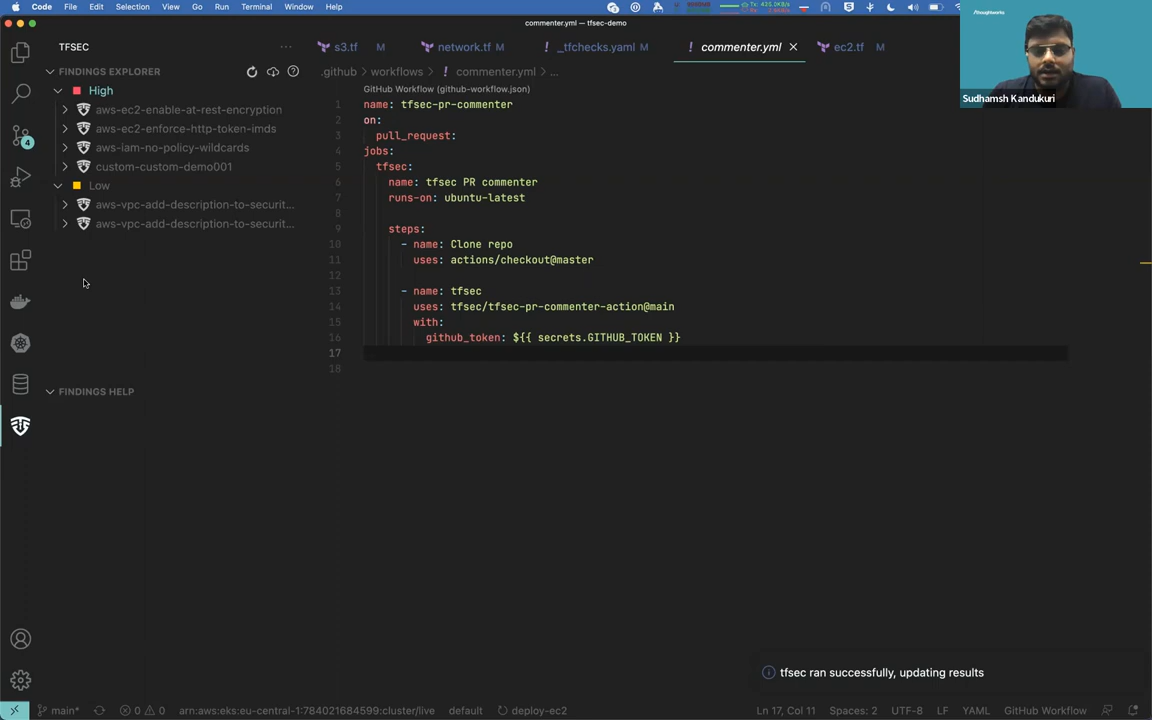 Code File Edit Selection View Go Run Terminal Window Help
commenter.yml — tfsec-demo
/thoughtworks
Sudhamsh Kandukuri
TFSEC
s3.tf M
network.tf M
! _tfchecks.yaml M
! commenter.yml
ec2.tf M
FINDINGS EXPLORER
.github > workflows > ! commenter.yml > ...
GitHub Workflow (github-workflow.json)
High
aws-ec2-enable-at-rest-encryption
aws-ec2-enforce-http-token-imds
aws-iam-no-policy-wildcards
custom-custom-demo001
Low
aws-vpc-add-description-to-securit...
aws-vpc-add-description-to-securit...
FINDINGS HELP
4
1 name: tfsec-pr-commenter
2 on:
3 pull_request:
4 jobs:
5 tfsec:
6 name: tfsec PR commenter
7 runs-on: ubuntu-latest
8
9 steps:
10 - name: Clone repo
11 uses: actions/checkout@master
12
13 - name: tfsec
14 uses: tfsec/tfsec-pr-commenter-action@main
15 with:
16 github_token: ${{ secrets.GITHUB_TOKEN }}
17
18
tfsec ran successfully, updating results
main* 0 0 arn:aws:eks:eu-central-1:784021684599:cluster/live default deploy-ec2 Ln 17, Col 11 Spaces: 2 UTF-8 LF YAML GitHub Workflow